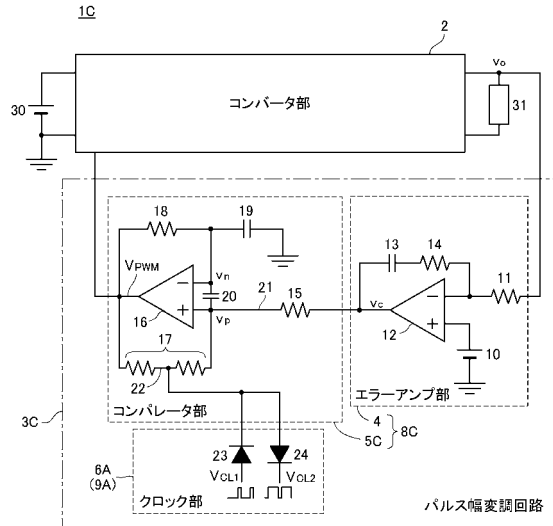 1C
2
Vo
30
コンバータ部
31
18
19
13
14
11
VPWM
Vn
20
21
15
Vc
16
Vp
12
10
17
22
コンパレータ部
エラーアンプ部
3C
4
5C
8C
6A
(9A)
23
24
VCL1
VCL2
クロック部
パルス幅変調回路